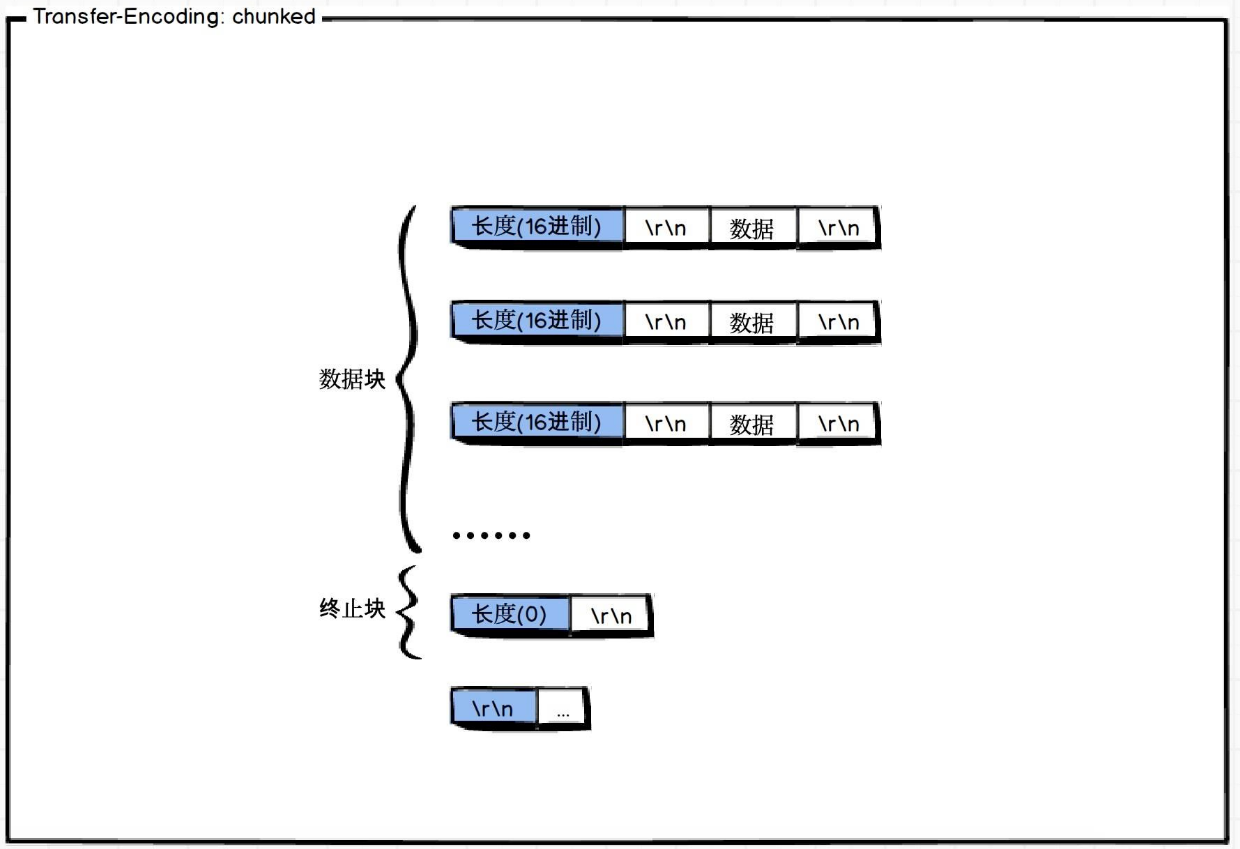 Transfer-Encoding: chunked
长度(16进制) \r\n 数据 \r\n
长度(16进制) \r\n 数据 \r\n
数据块
长度(16进制) \r\n 数据 \r\n
......
终止块
长度(0) \r\n
\r\n ...